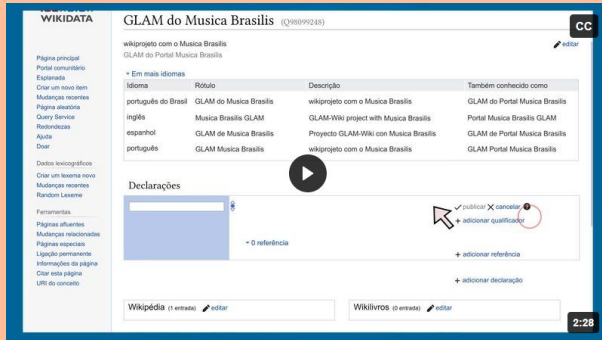 WIKIDATA
GLAM do Musica Brasilis (Q98099248)
CC
wikiprojeto com o Musica Brasilis
editar
GLAM do Portal Musica Brasilis
Página principal
Portal comunitário
Esplanada
Criar um novo item
Mudanças recentes
Página aleatória
Query Service
Redondezas
Ajuda
Doar
Dados lexicográficos
Criar um lexema novo
Mudanças recentes
Random Lexeme
Ferramentas
Páginas afluentes
Mudanças relacionadas
Páginas especiais
Ligação permanente
Informações da página
Citar esta página
URI do conceito
Em mais idiomas
Idioma Rótulo Descrição Também conhecido como
português do Brasil GLAM do Musica Brasilis wikiprojeto com o Musica Brasilis GLAM do Portal Musica Brasilis
inglês Musica Brasilis GLAM GLAM-Wiki project with Musica Brasilis Portal Musica Brasilis GLAM
espanhol GLAM de Musica Brasilis Proyecto GLAM-Wiki con Musica Brasilis GLAM de Portal Musica Brasilis
português GLAM Musica Brasilis wikiprojeto com o Musica Brasilis GLAM Portal Musica Brasilis
Declarações
publicar cancelar ?
+ adicionar qualificador
0 referência
+ adicionar referência
+ adicionar declaração
Wikipédia (1 entrada) editar
Wikilivros (0 entrada) editar
2:28